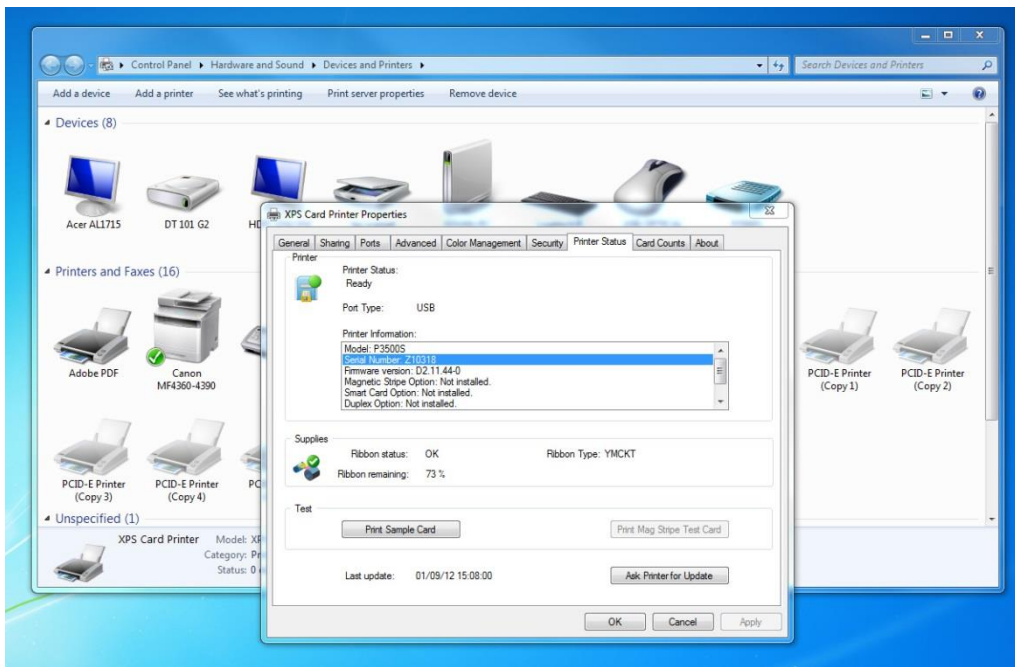 Control Panel ▸ Hardware and Sound ▸ Devices and Printers ▸
Search Devices and Printers
Add a device Add a printer See what's printing Print server properties Remove device
Devices (8)
Acer AL1715
DT 101 G2
XPS Card Printer Properties
General Sharing Ports Advanced Color Management Security Printer Status Card Counts About
Printer
Printer Status:
Ready
Port Type: USB
Printer Information:
Model: P3500S
Serial Number: Z10318
Firmware version: D2.11.44-0
Magnetic Stripe Option: Not installed.
Smart Card Option: Not installed.
Duplex Option: Not installed.
Supplies
Ribbon status: OK
Ribbon Type: YMCKT
Ribbon remaining: 73 %
Test
Print Sample Card
Print Mag Stripe Test Card
Last update: 01/09/12 15:08:00
Ask Printer for Update
OK Cancel Apply
Printers and Faxes (16)
Adobe PDF
Canon
MF4360-4390
PCID-E Printer
(Copy 1)
PCID-E Printer
(Copy 2)
PCID-E Printer
(Copy 3)
PCID-E Printer
(Copy 4)
Unspecified (1)
XPS Card Printer
Model:
Category:
Status: 0